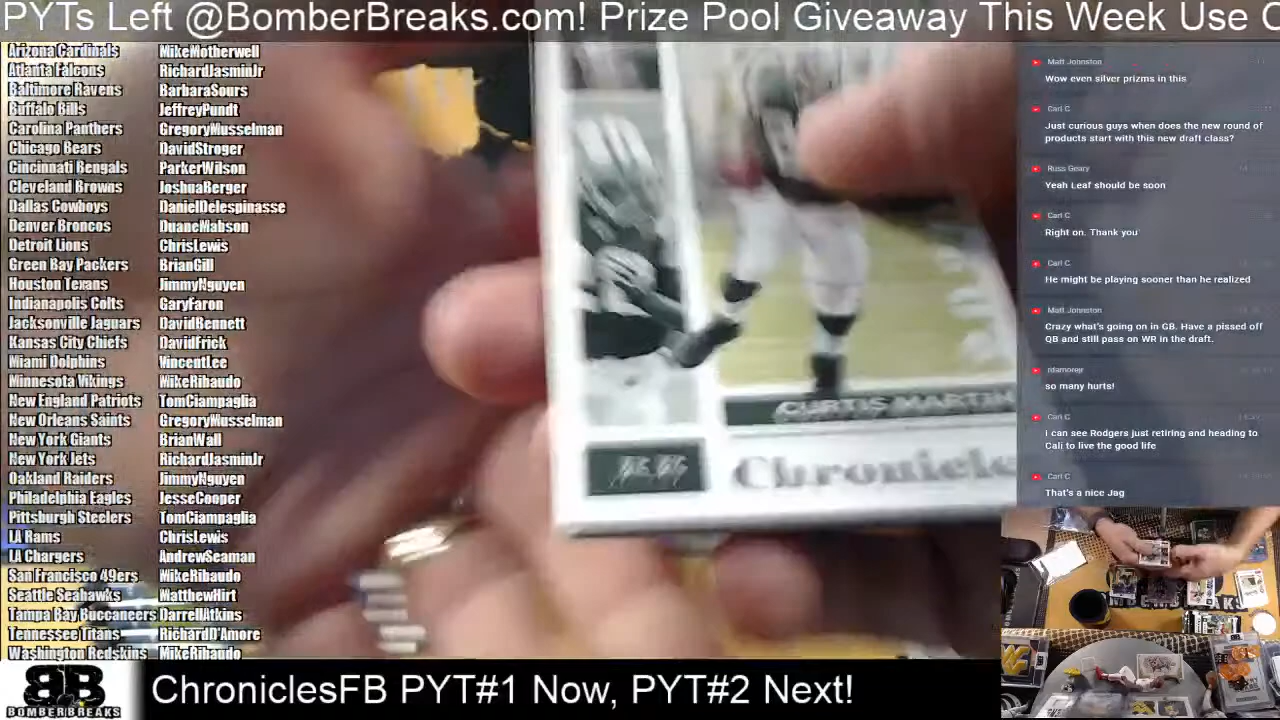 PYTs Left @BomberBreaks.com! Prize Pool Giveaway This Week Use
Arizona Cardinals MikeMotherwell
Atlanta Falcons RichardJasminJr
Baltimore Ravens BarbaraSours
Buffalo Bills JeffreyPundt
Carolina Panthers GregoryMusselman
Chicago Bears DavidStroger
Cincinnati Bengals ParkerWilson
Cleveland Browns JoshuaBerger
Dallas Cowboys DanielDelespinasse
Denver Broncos DuaneMabson
Detroit Lions ChrisLewis
Green Bay Packers BrianGill
Houston Texans JimmyNguyen
Indianapolis Colts GaryFaron
Jacksonville Jaguars DavidBennett
Kansas City Chiefs DavidFrick
Miami Dolphins VincentLee
Minnesota Vikings MikeRibaudo
New England Patriots TomCiampaglia
New Orleans Saints GregoryMusselman
New York Giants BrianWall
New York Jets RichardJasminJr
Oakland Raiders JimmyNguyen
Philadelphia Eagles JesseCooper
Pittsburgh Steelers TomCiampaglia
LA Rams ChrisLewis
LA Chargers AndrewSeaman
San Francisco 49ers MikeRibaudo
Seattle Seahawks MatthewHirt
Tampa Bay Buccaneers DarrellAtkins
Tennessee Titans RichardD'Amore
Washington Redskins MikeRibaudo
CURTIS MARTIN
Chronicles
Matt Johnston
Wow even silver prizms in this
Carl C
Just curious guys when does the new round of
products start with this new draft class?
Russ Geary
Yeah Leaf should be soon
Carl C
Right on. Thank you
Carl C
He might be playing sooner than he realized
Matt Johnston
Crazy what's going on in GB. Have a pissed off
QB and still pass on WR in the draft.
rdamorejr
so many hurts!
Carl C
I can see Rodgers just retiring and heading to
Cali to live the good life
Carl C
That's a nice Jag
BB
BOMBERBREAKS
ChroniclesFB PYT#1 Now, PYT#2 Next!